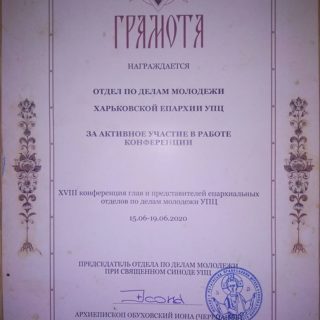 ГРАМОТА
НАГРАЖДАЕТСЯ
ОТДЕЛ ПО ДЕЛАМ МОЛОДЕЖИ
ХАРЬКОВСКОЙ ЕПАРХИИ УПЦ
ЗА АКТИВНОЕ УЧАСТИЕ В РАБОТЕ
КОНФЕРЕНЦИИ
XVIII конференция глав и представителей епархиальных
отделов по делам молодежи УПЦ
15.06-19.06.2020
ПРЕДСЕДАТЕЛЬ ОТДЕЛА ПО ДЕЛАМ МОЛОДЕЖИ
ПРИ СВЯЩЕННОМ СИНОДЕ УПЦ
АРХИЕПИСКОП ОБУХОВСКИЙ ИОНА